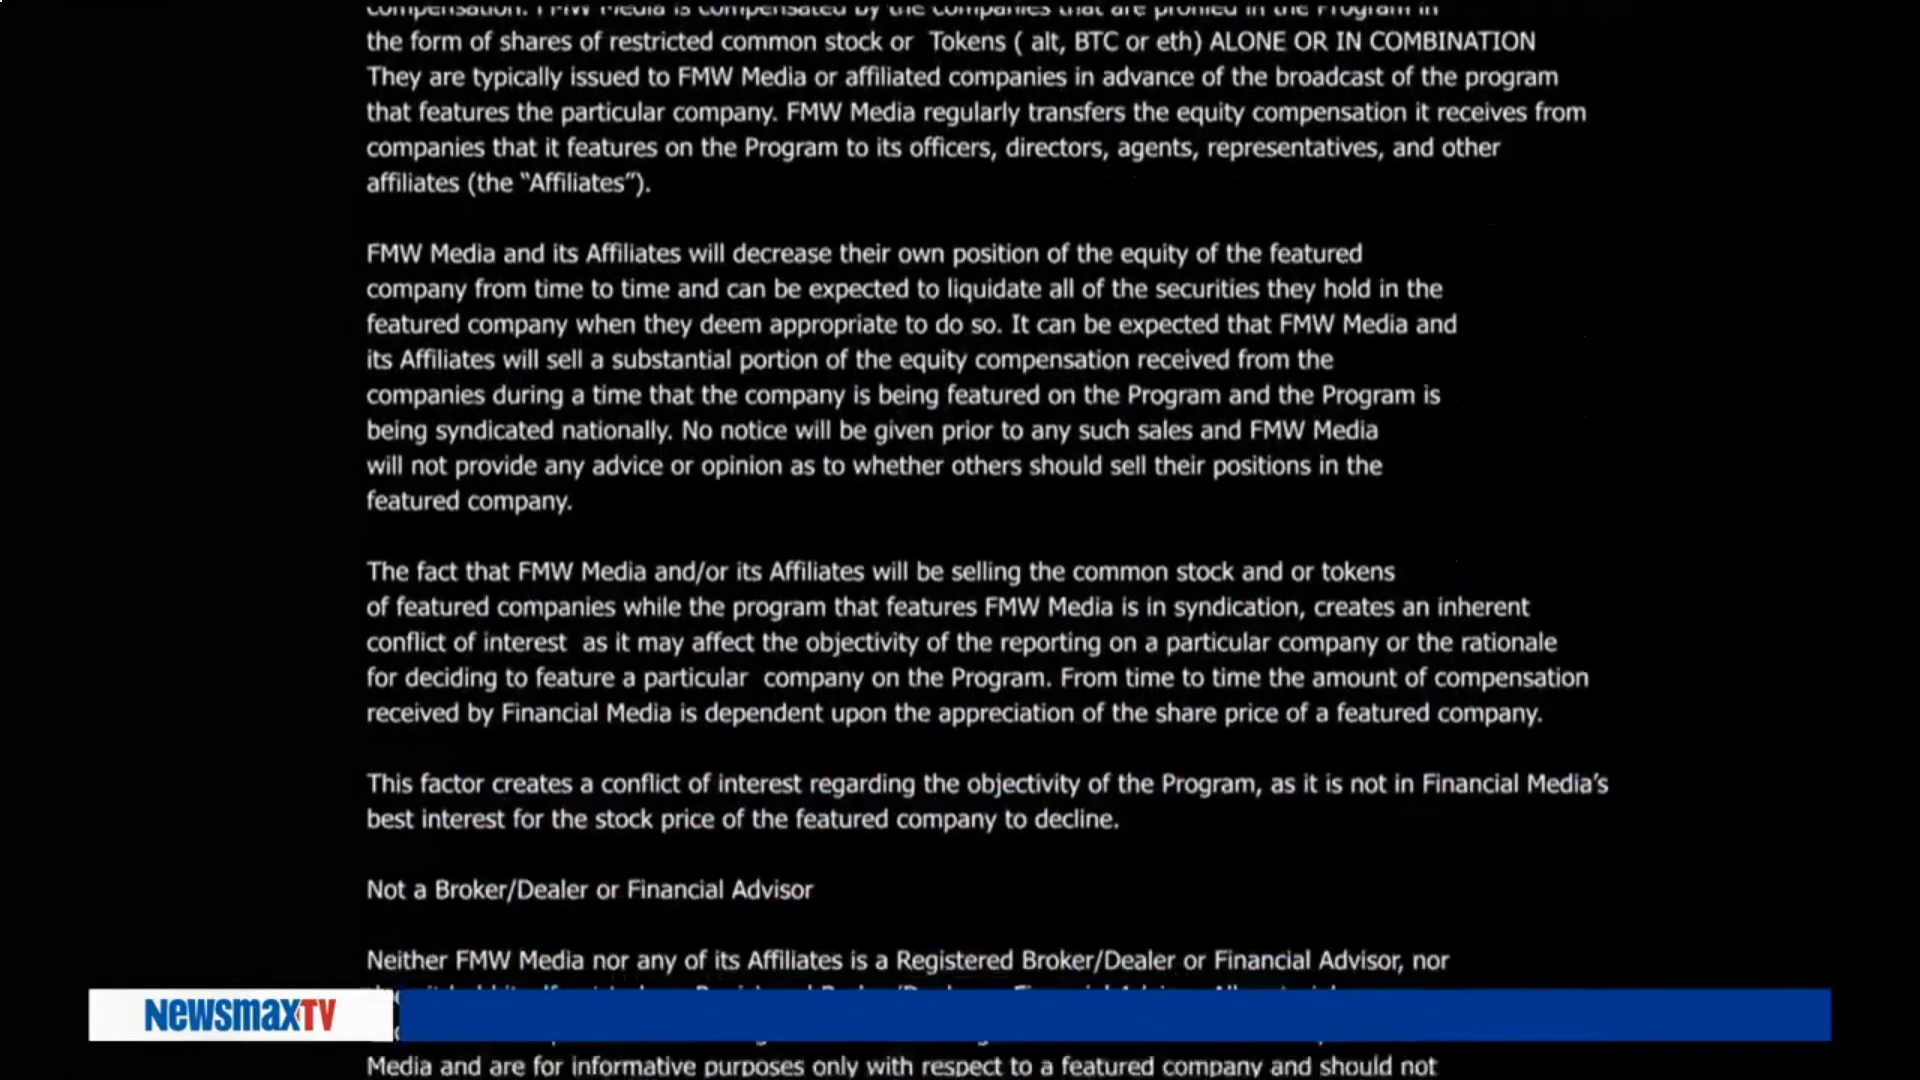 compensation. FMW Media is compensated by the companies that are profiled in the Program in
the form of shares of restricted common stock or Tokens ( alt, BTC or eth) ALONE OR IN COMBINATION
They are typically issued to FMW Media or affiliated companies in advance of the broadcast of the program
that features the particular company. FMW Media regularly transfers the equity compensation it receives from
companies that it features on the Program to its officers, directors, agents, representatives, and other
affiliates (the “Affiliates”).
FMW Media and its Affiliates will decrease their own position of the equity of the featured
company from time to time and can be expected to liquidate all of the securities they hold in the
featured company when they deem appropriate to do so. It can be expected that FMW Media and
its Affiliates will sell a substantial portion of the equity compensation received from the
companies during a time that the company is being featured on the Program and the Program is
being syndicated nationally. No notice will be given prior to any such sales and FMW Media
will not provide any advice or opinion as to whether others should sell their positions in the
featured company.
The fact that FMW Media and/or its Affiliates will be selling the common stock and or tokens
of featured companies while the program that features FMW Media is in syndication, creates an inherent
conflict of interest as it may affect the objectivity of the reporting on a particular company or the rationale
for deciding to feature a particular company on the Program. From time to time the amount of compensation
received by Financial Media is dependent upon the appreciation of the share price of a featured company.
This factor creates a conflict of interest regarding the objectivity of the Program, as it is not in Financial Media’s
best interest for the stock price of the featured company to decline.
Not a Broker/Dealer or Financial Advisor
Neither FMW Media nor any of its Affiliates is a Registered Broker/Dealer or Financial Advisor, nor
NEWSMAXTV
Media and are for informative purposes only with respect to a featured company and should not